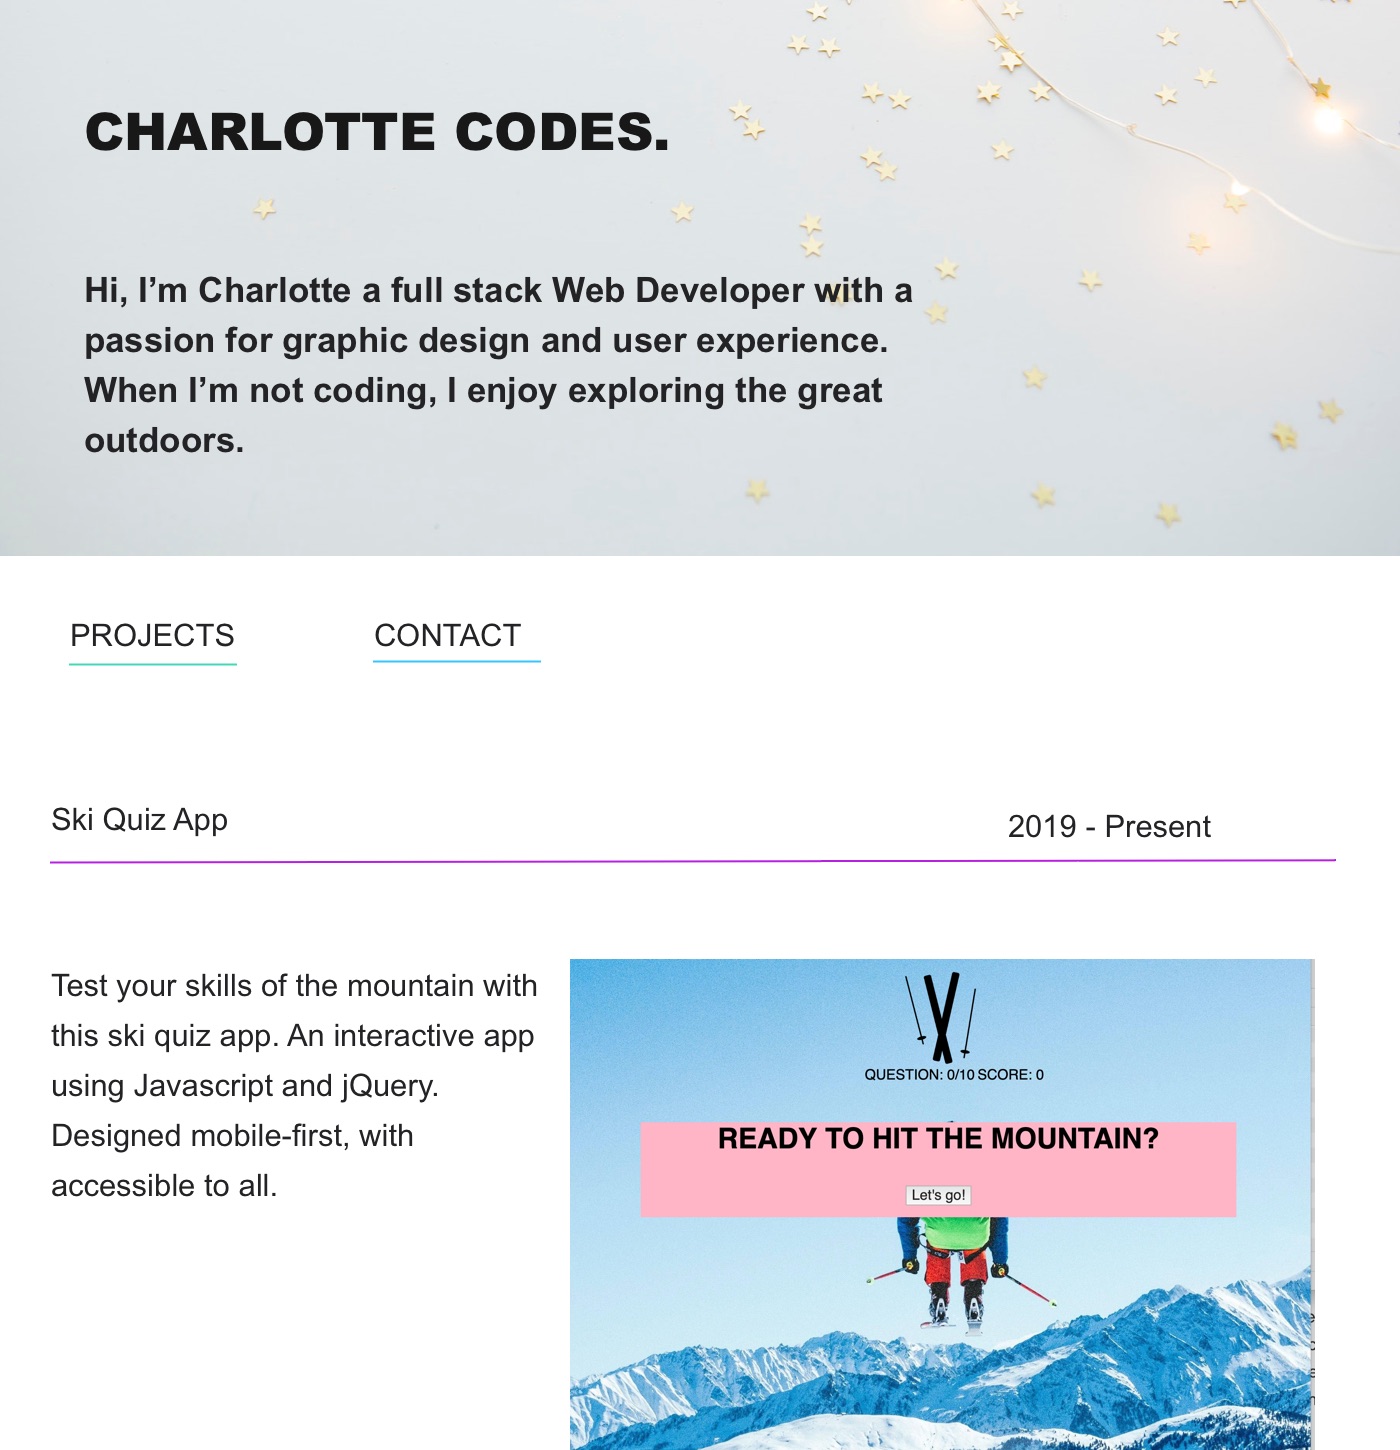 CHARLOTTE CODES.
Hi, I’m Charlotte a full stack Web Developer with a
passion for graphic design and user experience.
When I’m not coding, I enjoy exploring the great
outdoors.
PROJECTS
CONTACT
Ski Quiz App
2019 - Present
Test your skills of the mountain with
this ski quiz app. An interactive app
using Javascript and jQuery.
Designed mobile-first, with
accessible to all.
QUESTION: 0/10 SCORE: 0
READY TO HIT THE MOUNTAIN?
Let's go!